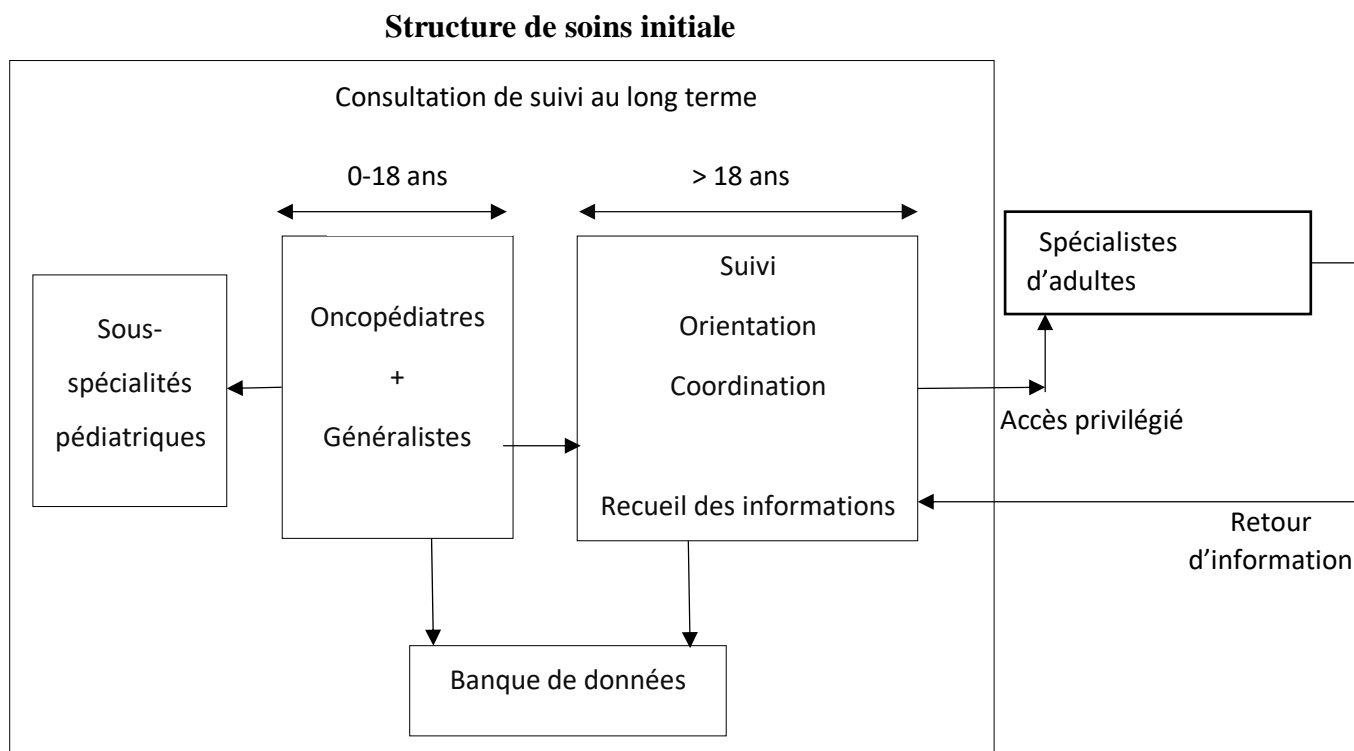 Structure de soins initiale
Consultation de suivi au long terme
0-18 ans
> 18 ans
Sous-
spécialités
pédiatriques
Oncopédiatres
+
Généralistes
Suivi
Orientation
Coordination
Recueil des informations
Spécialistes
d’adultes
Accès privilégié
Retour
d’information
Banque de données